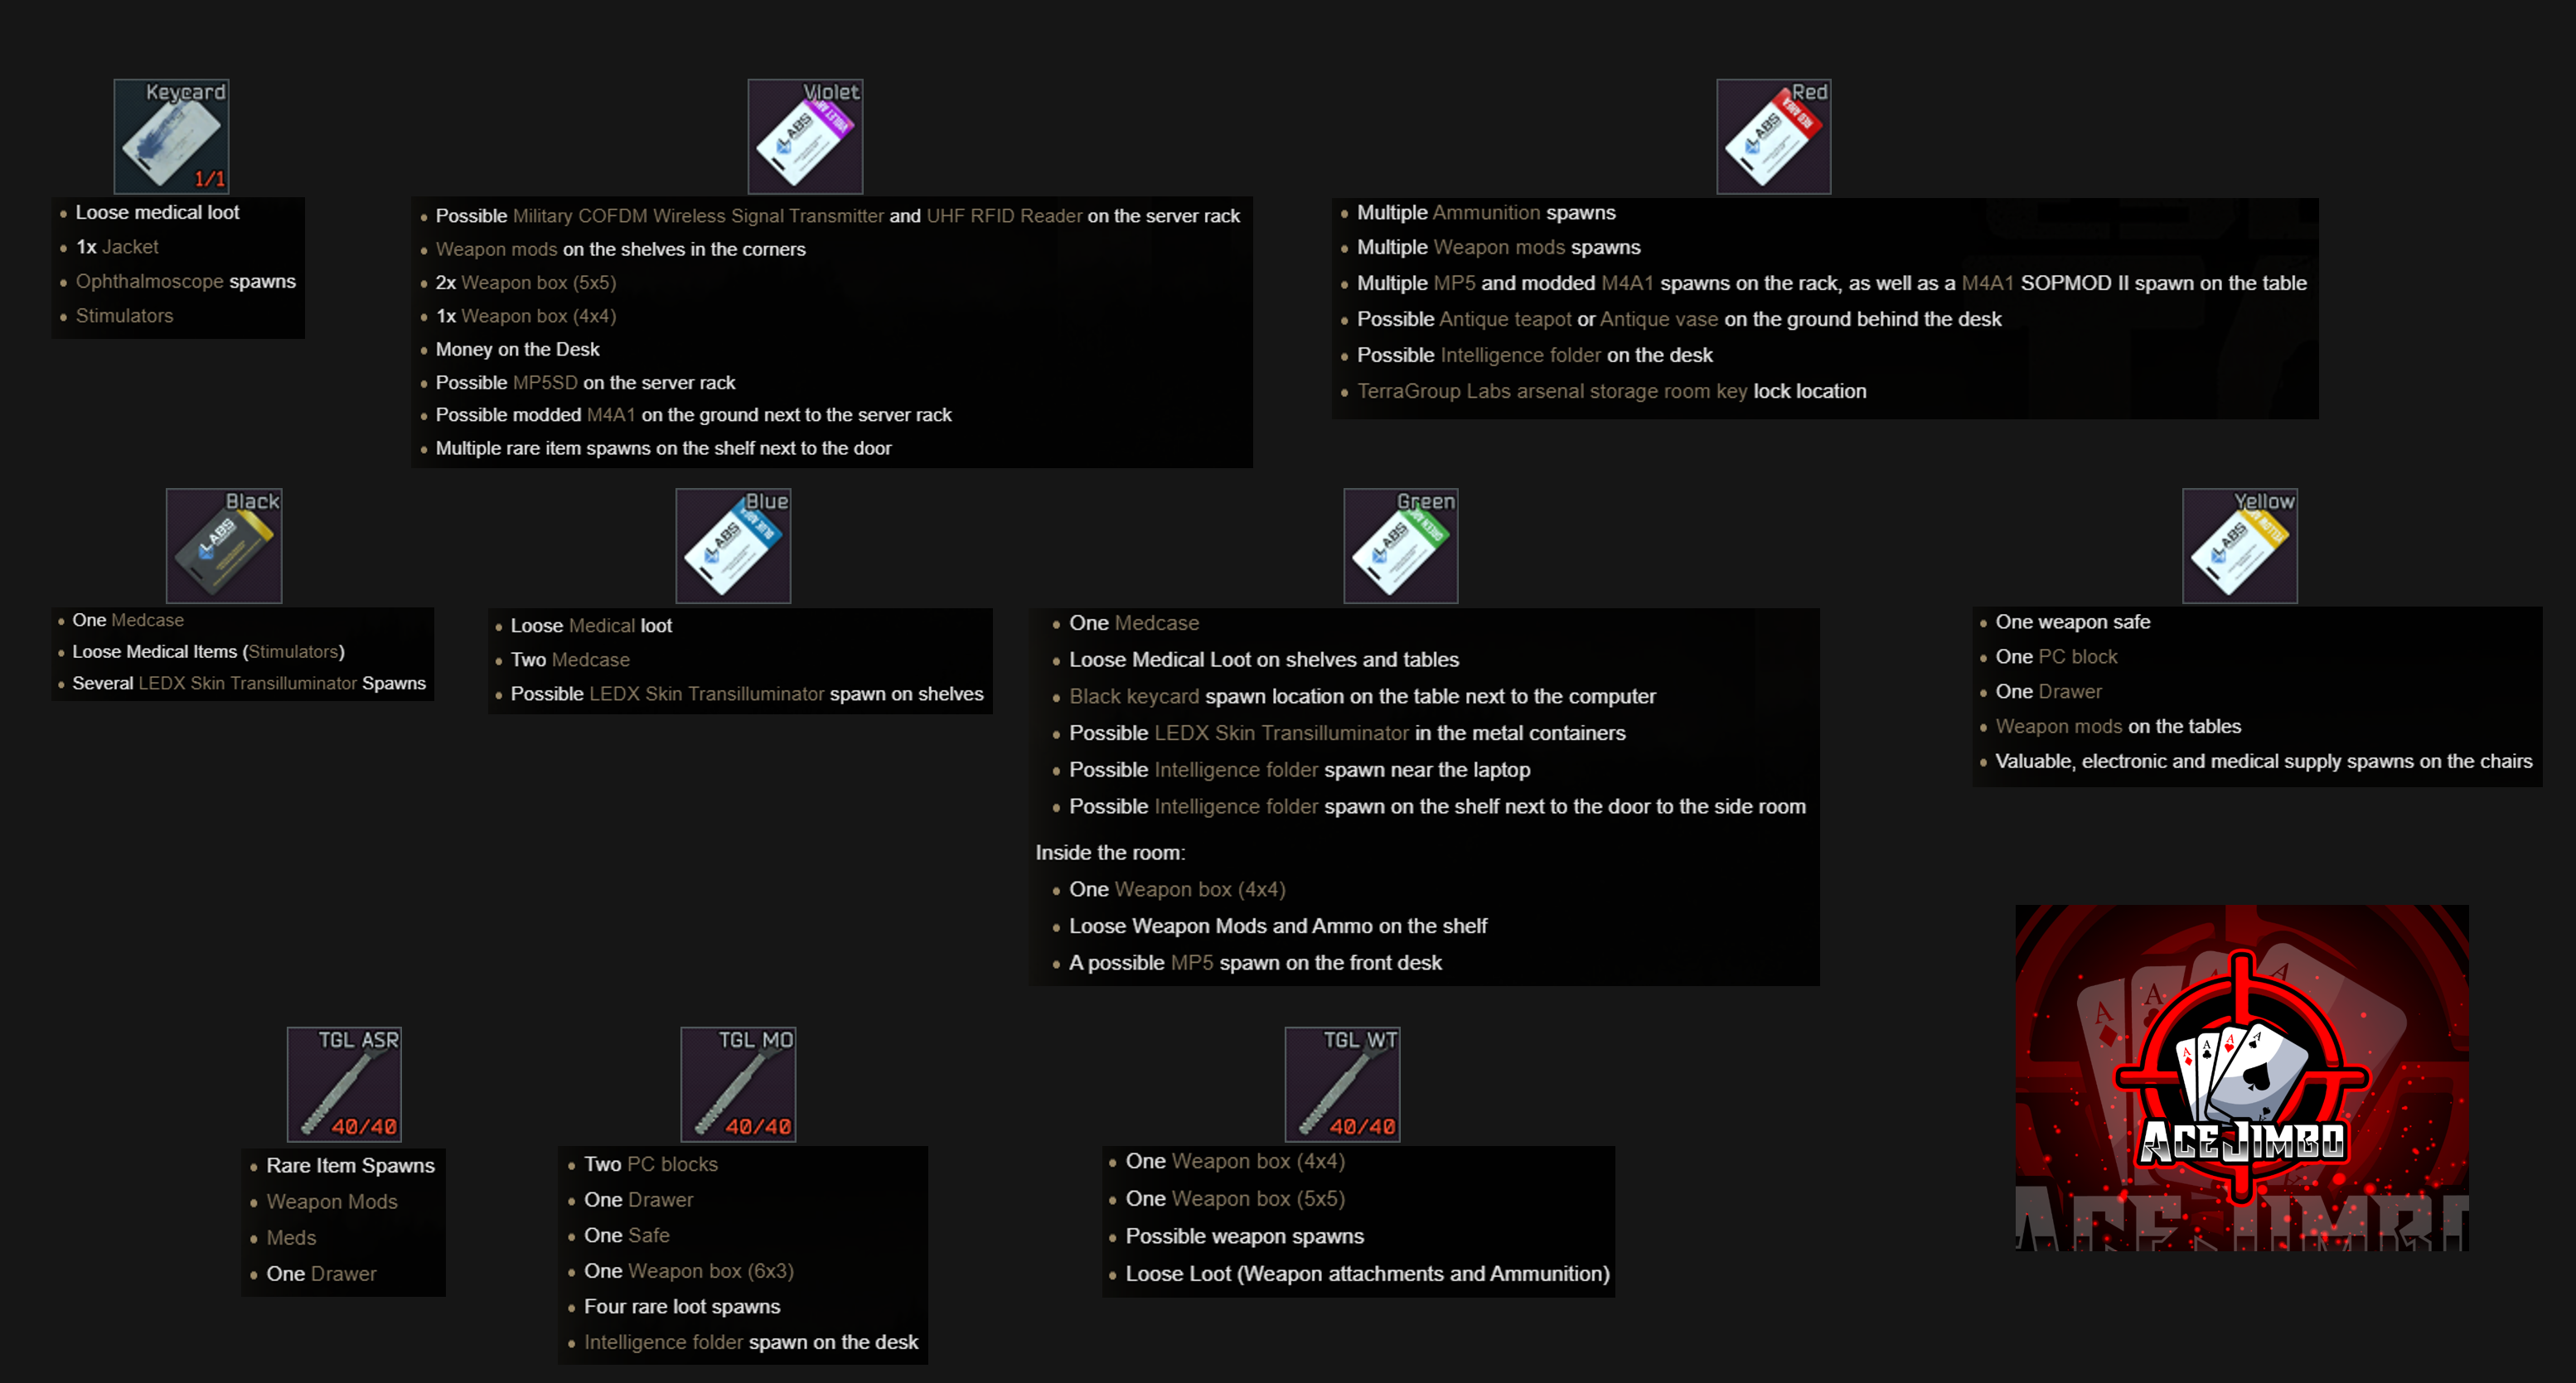 Keycard
1/1
Loose medical loot
1x Jacket
Ophthalmoscope spawns
Stimulators
Violet
VIOLET AR
LABS
Possible Military COFDM Wireless Signal Transmitter and UHF RFID Reader on the server rack
Weapon mods on the shelves in the corners
2x Weapon box (5x5)
1x Weapon box (4x4)
Money on the Desk
Possible MP5SD on the server rack
Possible modded M4A1 on the ground next to the server rack
Multiple rare item spawns on the shelf next to the door
Red
RED AREA
LABS
Multiple Ammunition spawns
Multiple Weapon mods spawns
Multiple MP5 and modded M4A1 spawns on the rack, as well as a M4A1 SOPMOD II spawn on the table
Possible Antique teapot or Antique vase on the ground behind the desk
Possible Intelligence folder on the desk
TerraGroup Labs arsenal storage room key lock location
Black
LABS
One Medcase
Loose Medical Items (Stimulators)
Several LEDX Skin Transilluminator Spawns
Blue
BLUE AREA
LABS
Loose Medical loot
Two Medcase
Possible LEDX Skin Transilluminator spawn on shelves
Green
GREEN AR
LABS
One Medcase
Loose Medical Loot on shelves and tables
Black keycard spawn location on the table next to the computer
Possible LEDX Skin Transilluminator in the metal containers
Possible Intelligence folder spawn near the laptop
Possible Intelligence folder spawn on the shelf next to the door to the side room
Inside the room:
One Weapon box (4x4)
Loose Weapon Mods and Ammo on the shelf
A possible MP5 spawn on the front desk
Yellow
YELLOW A
LABS
One weapon safe
One PC block
One Drawer
Weapon mods on the tables
Valuable, electronic and medical supply spawns on the chairs
TGL ASR
40/40
Rare Item Spawns
Weapon Mods
Meds
One Drawer
TGL MO
40/40
Two PC blocks
One Drawer
One Safe
One Weapon box (6x3)
Four rare loot spawns
Intelligence folder spawn on the desk
TGL WT
40/40
One Weapon box (4x4)
One Weapon box (5x5)
Possible weapon spawns
Loose Loot (Weapon attachments and Ammunition)
A A A A
A A A A
ACEJIMBO
ACEJIMBO